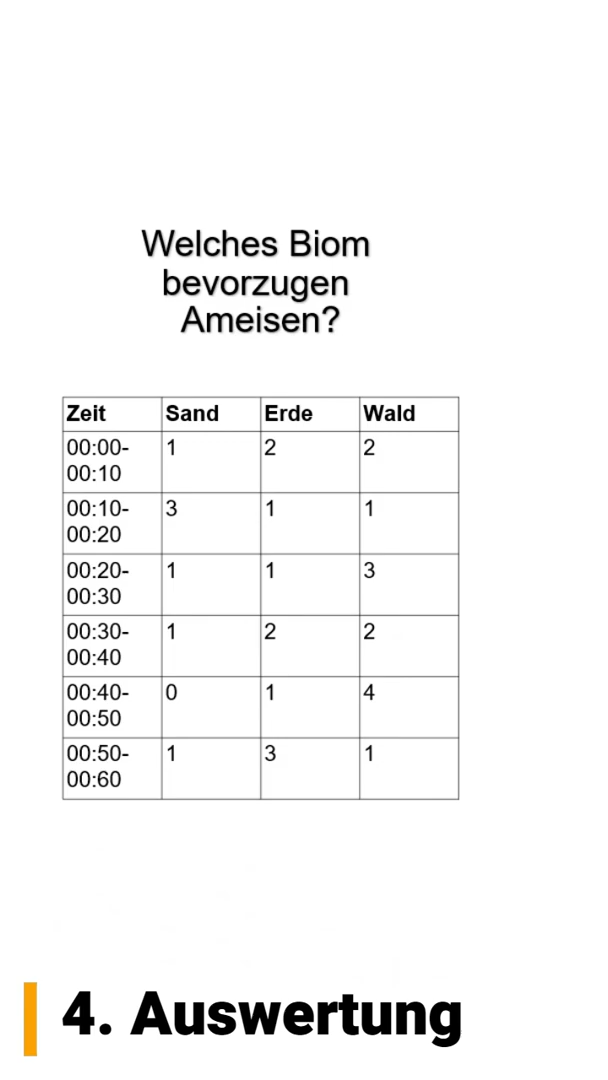 Welches Biom
bevorzugen
Ameisen?
Zeit Sand Erde Wald
00:00- 1 2 2
00:10
00:10- 3 1 1
00:20
00:20- 1 1 3
00:30
00:30- 1 2 2
00:40
00:40- 0 1 4
00:50
00:50- 1 3 1
00:60
4. Auswertung